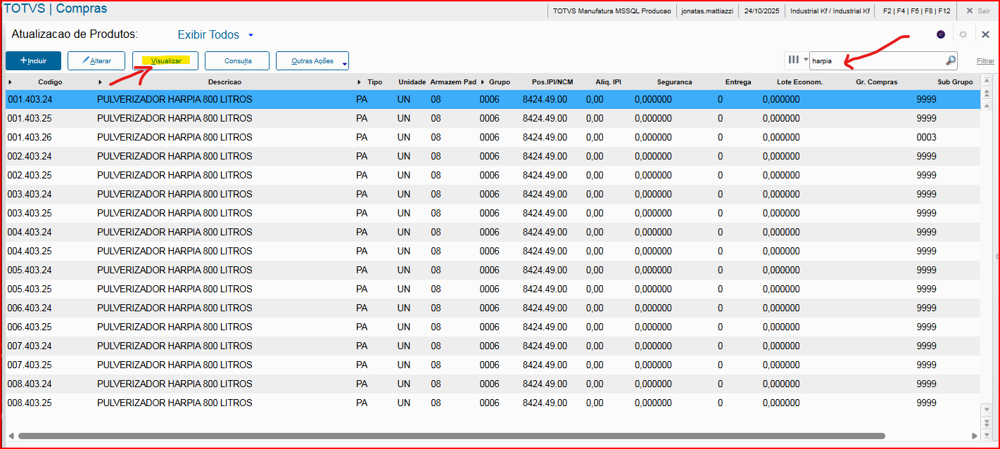 TOTVS | Compras
TOTVS Manufatura MSSQL Producao | jonatas.mattiazzi | 24/10/2025 | Industrial Kf / Industrial Kf | F2 | F4 | F5 | F8 | F12 | Sair
Atualizacao de Produtos: Exibir Todos
+Incluir Alterar Visualizar Consulta Outras Ações harpia Filtrar
Codigo Descricao Tipo Unidade Armazem Pad Grupo Pos.IPI/NCM Aliq. IPI Seguranca Entrega Lote Econom. Gr. Compras Sub Grupo
001.403.24 PULVERIZADOR HARPIA 800 LITROS PA UN 08 0006 8424.49.00 0,00 0,000000 0 0,000000 9999
001.403.25 PULVERIZADOR HARPIA 800 LITROS PA UN 08 0006 8424.49.00 0,00 0,000000 0 0,000000 9999
001.403.26 PULVERIZADOR HARPIA 800 LITROS PA UN 08 0006 8424.49.00 0,00 0,000000 0 0,000000 0003
002.403.24 PULVERIZADOR HARPIA 800 LITROS PA UN 08 0006 8424.49.00 0,00 0,000000 0 0,000000 9999
002.403.25 PULVERIZADOR HARPIA 800 LITROS PA UN 08 0006 8424.49.00 0,00 0,000000 0 0,000000 9999
003.403.24 PULVERIZADOR HARPIA 800 LITROS PA UN 08 0006 8424.49.00 0,00 0,000000 0 0,000000 9999
003.403.25 PULVERIZADOR HARPIA 800 LITROS PA UN 08 0006 8424.49.00 0,00 0,000000 0 0,000000 9999
004.403.24 PULVERIZADOR HARPIA 800 LITROS PA UN 08 0006 8424.49.00 0,00 0,000000 0 0,000000 9999
004.403.25 PULVERIZADOR HARPIA 800 LITROS PA UN 08 0006 8424.49.00 0,00 0,000000 0 0,000000 9999
005.403.24 PULVERIZADOR HARPIA 800 LITROS PA UN 08 0006 8424.49.00 0,00 0,000000 0 0,000000 9999
005.403.25 PULVERIZADOR HARPIA 800 LITROS PA UN 08 0006 8424.49.00 0,00 0,000000 0 0,000000 9999
006.403.24 PULVERIZADOR HARPIA 800 LITROS PA UN 08 0006 8424.49.00 0,00 0,000000 0 0,000000 9999
006.403.25 PULVERIZADOR HARPIA 800 LITROS PA UN 08 0006 8424.49.00 0,00 0,000000 0 0,000000 9999
007.403.24 PULVERIZADOR HARPIA 800 LITROS PA UN 08 0006 8424.49.00 0,00 0,000000 0 0,000000 9999
007.403.25 PULVERIZADOR HARPIA 800 LITROS PA UN 08 0006 8424.49.00 0,00 0,000000 0 0,000000 9999
008.403.24 PULVERIZADOR HARPIA 800 LITROS PA UN 08 0006 8424.49.00 0,00 0,000000 0 0,000000 9999
008.403.25 PULVERIZADOR HARPIA 800 LITROS PA UN 08 0006 8424.49.00 0,00 0,000000 0 0,000000 9999